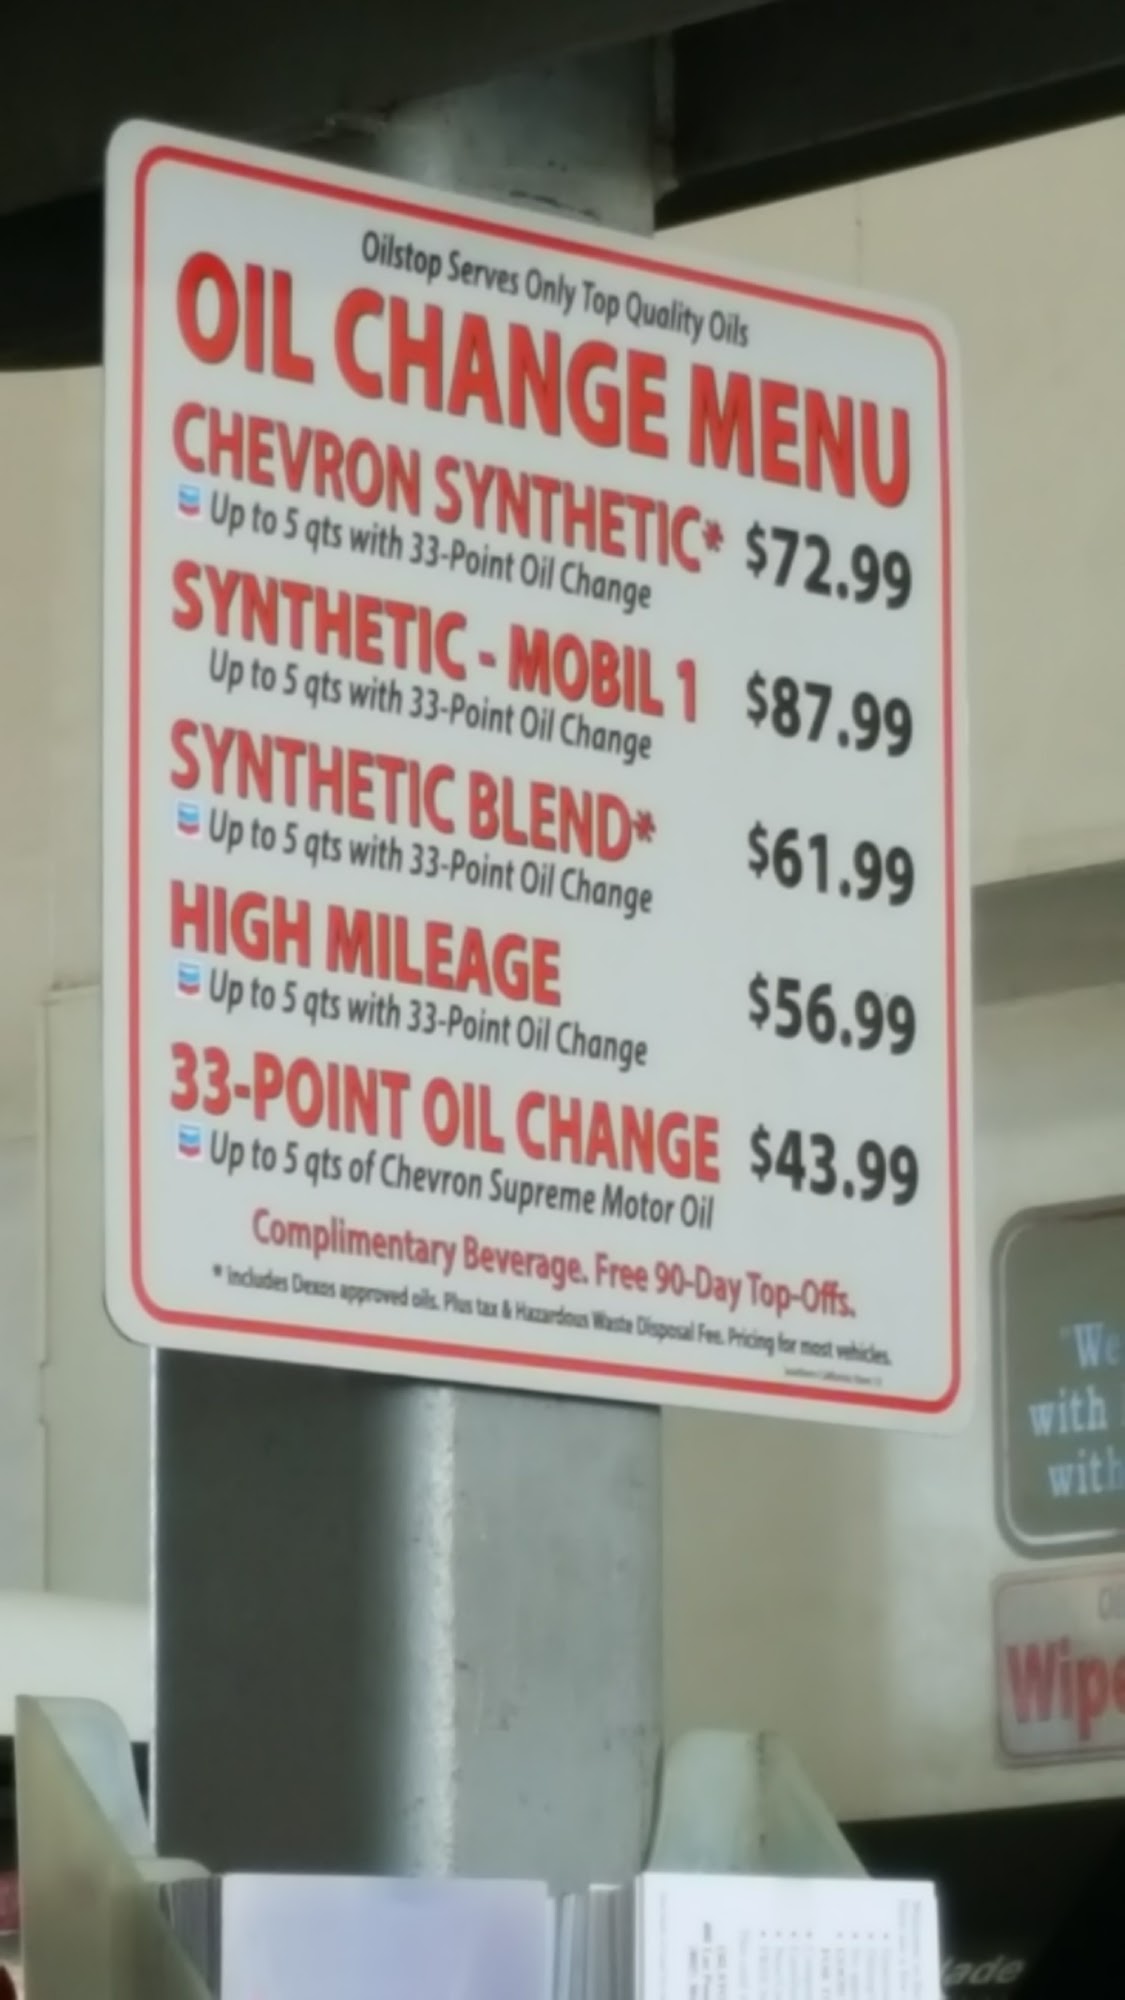 Oilstop Serves Only Top Quality Oils
OIL CHANGE MENU
CHEVRON SYNTHETIC* $72.99
Up to 5 qts with 33-Point Oil Change
SYNTHETIC - MOBIL 1 $87.99
Up to 5 qts with 33-Point Oil Change
SYNTHETIC BLEND* $61.99
Up to 5 qts with 33-Point Oil Change
HIGH MILEAGE $56.99
Up to 5 qts with 33-Point Oil Change
33-POINT OIL CHANGE $43.99
Up to 5 qts of Chevron Supreme Motor Oil
Complimentary Beverage. Free 90-Day Top-Offs.
* Includes Dexos approved oils. Plus tax & Hazardous Waste Disposal Fee. Pricing for most vehicles.
"We
with
with
Wipe